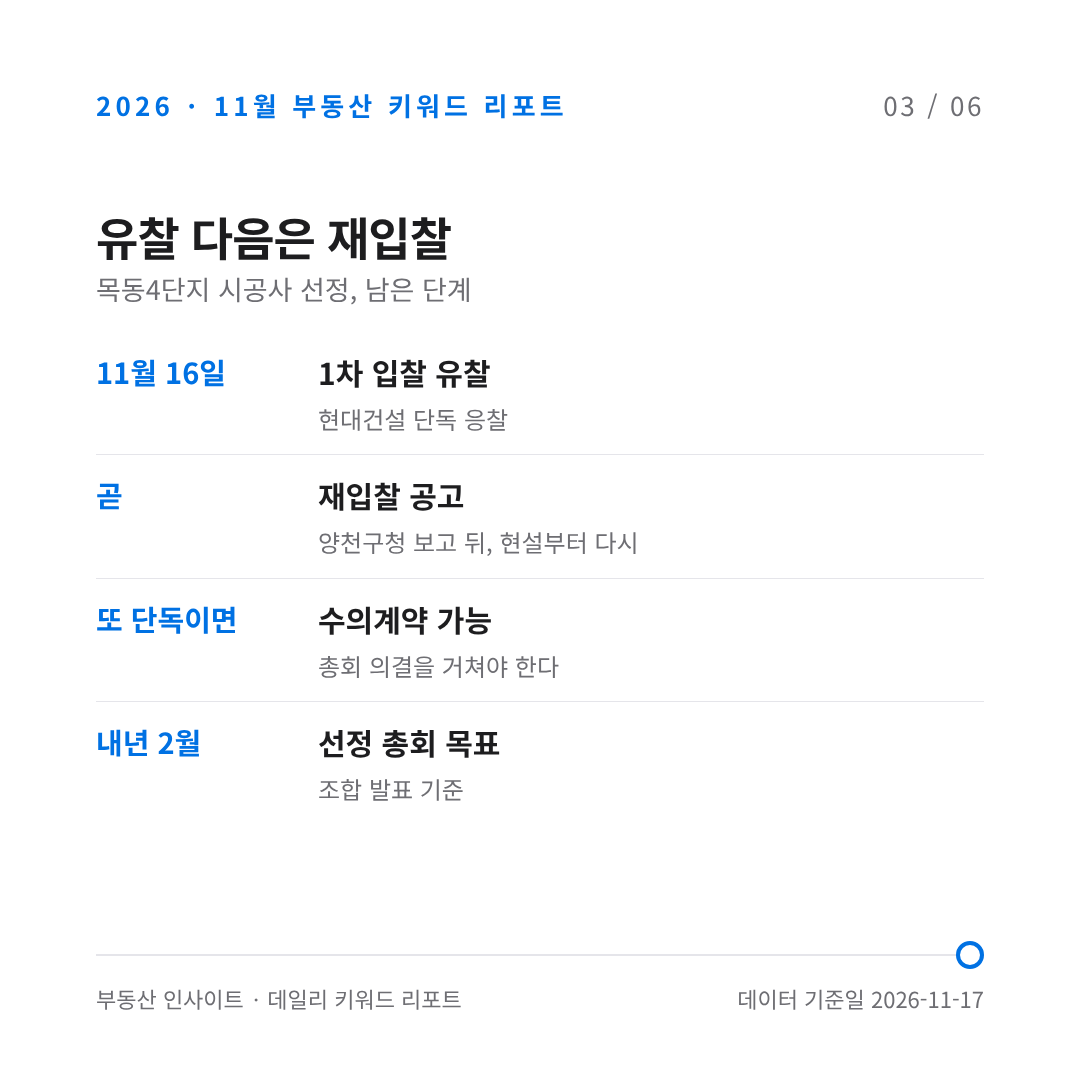 2026 · 11월 부동산 키워드 리포트
03 / 06
유찰 다음은 재입찰
목동4단지 시공사 선정, 남은 단계
11월 16일
1차 입찰 유찰
현대건설 단독 응찰
곧
재입찰 공고
양천구청 보고 뒤, 현설부터 다시
또 단독이면
수의계약 가능
총회 의결을 거쳐야 한다
내년 2월
선정 총회 목표
조합 발표 기준
부동산 인사이트 · 데일리 키워드 리포트
데이터 기준일 2026-11-17